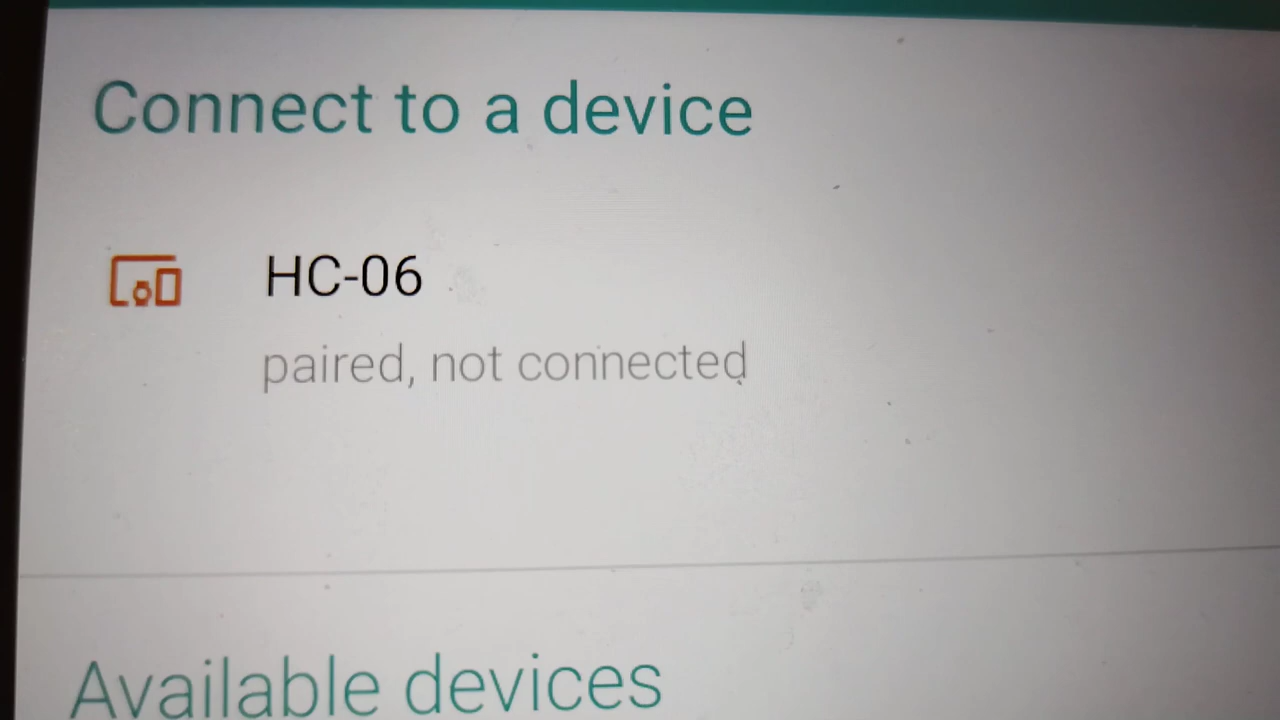 Connect to a device
HC-06
paired, not connected
Available devices